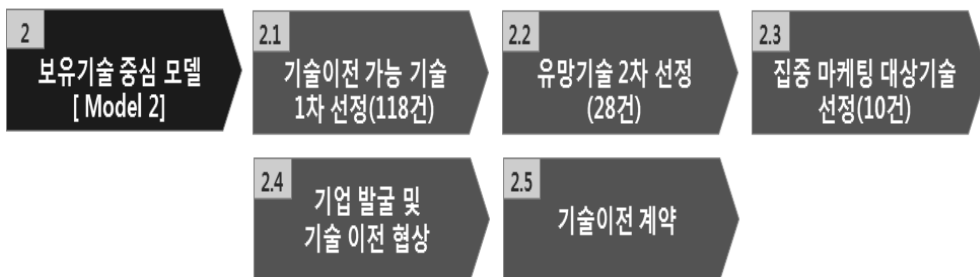 2
보유기술 중심 모델
[ Model 2]
2.1
기술이전 가능 기술
1차 선정(118건)
2.2
유망기술 2차 선정
(28건)
2.3
집중 마케팅 대상기술
선정(10건)
2.4
기업 발굴 및
기술 이전 협상
2.5
기술이전 계약